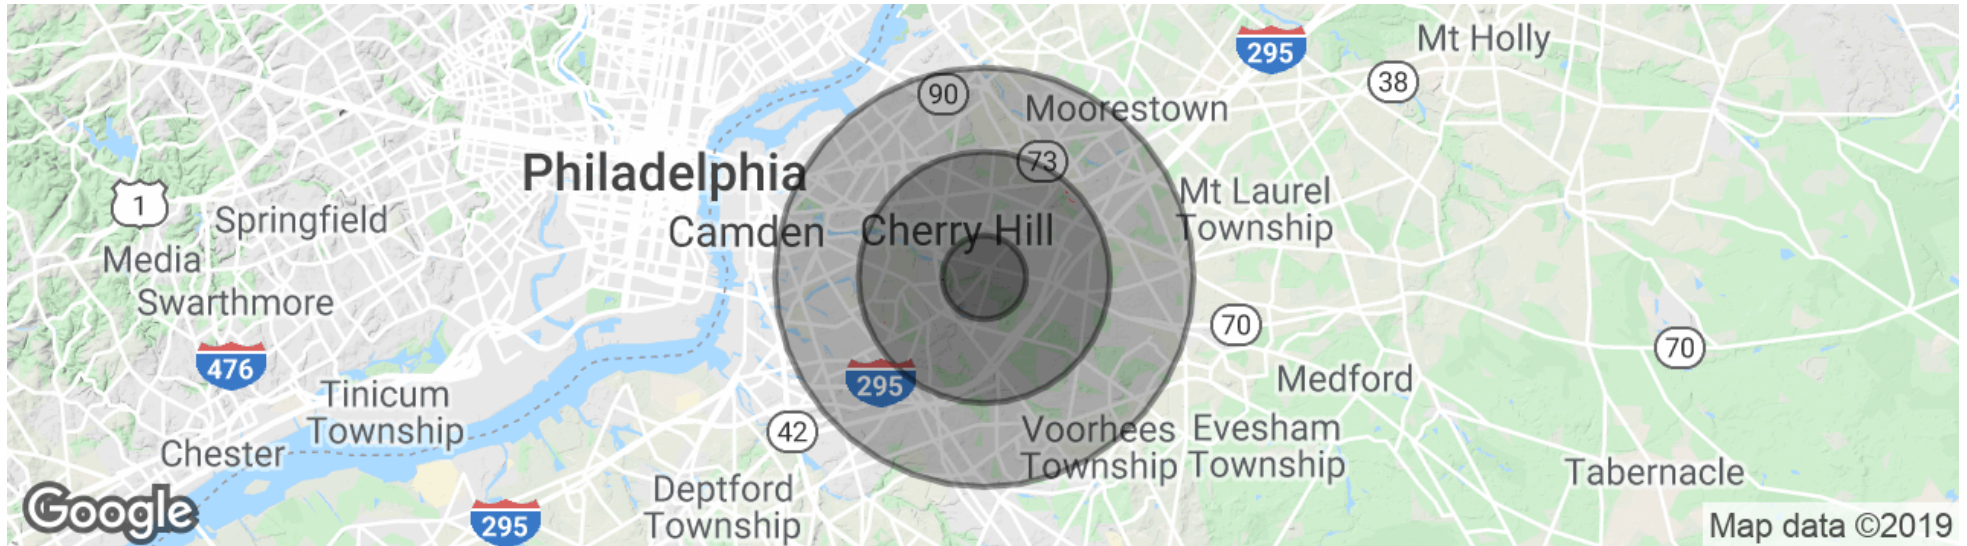 Mt Holly
295
38
90
Moorestown
73
Philadelphia
1
Mt Laurel
Township
Springfield
Camden
Cherry Hill
Media
Swarthmore
70
70
476
295
Medford
Tinicum
Township
42
Voorhees
Township
Evesham
Township
Chester
Tabernacle
Deptford
Township
Google
295
Map data ©2019